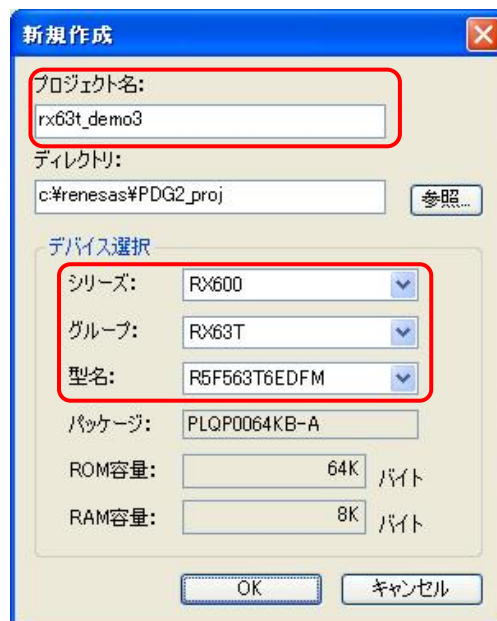 新規作成
プロジェクト名:
rx63t_demo3
ディレクトリ:
c:¥renesas¥PDG2_proj
参照...
デバイス選択
シリーズ: RX600
グループ: RX63T
型名: R5F563T6EDFM
パッケージ: PLQP0064KB-A
ROM容量: 64K バイト
RAM容量: 8K バイト
OK キャンセル